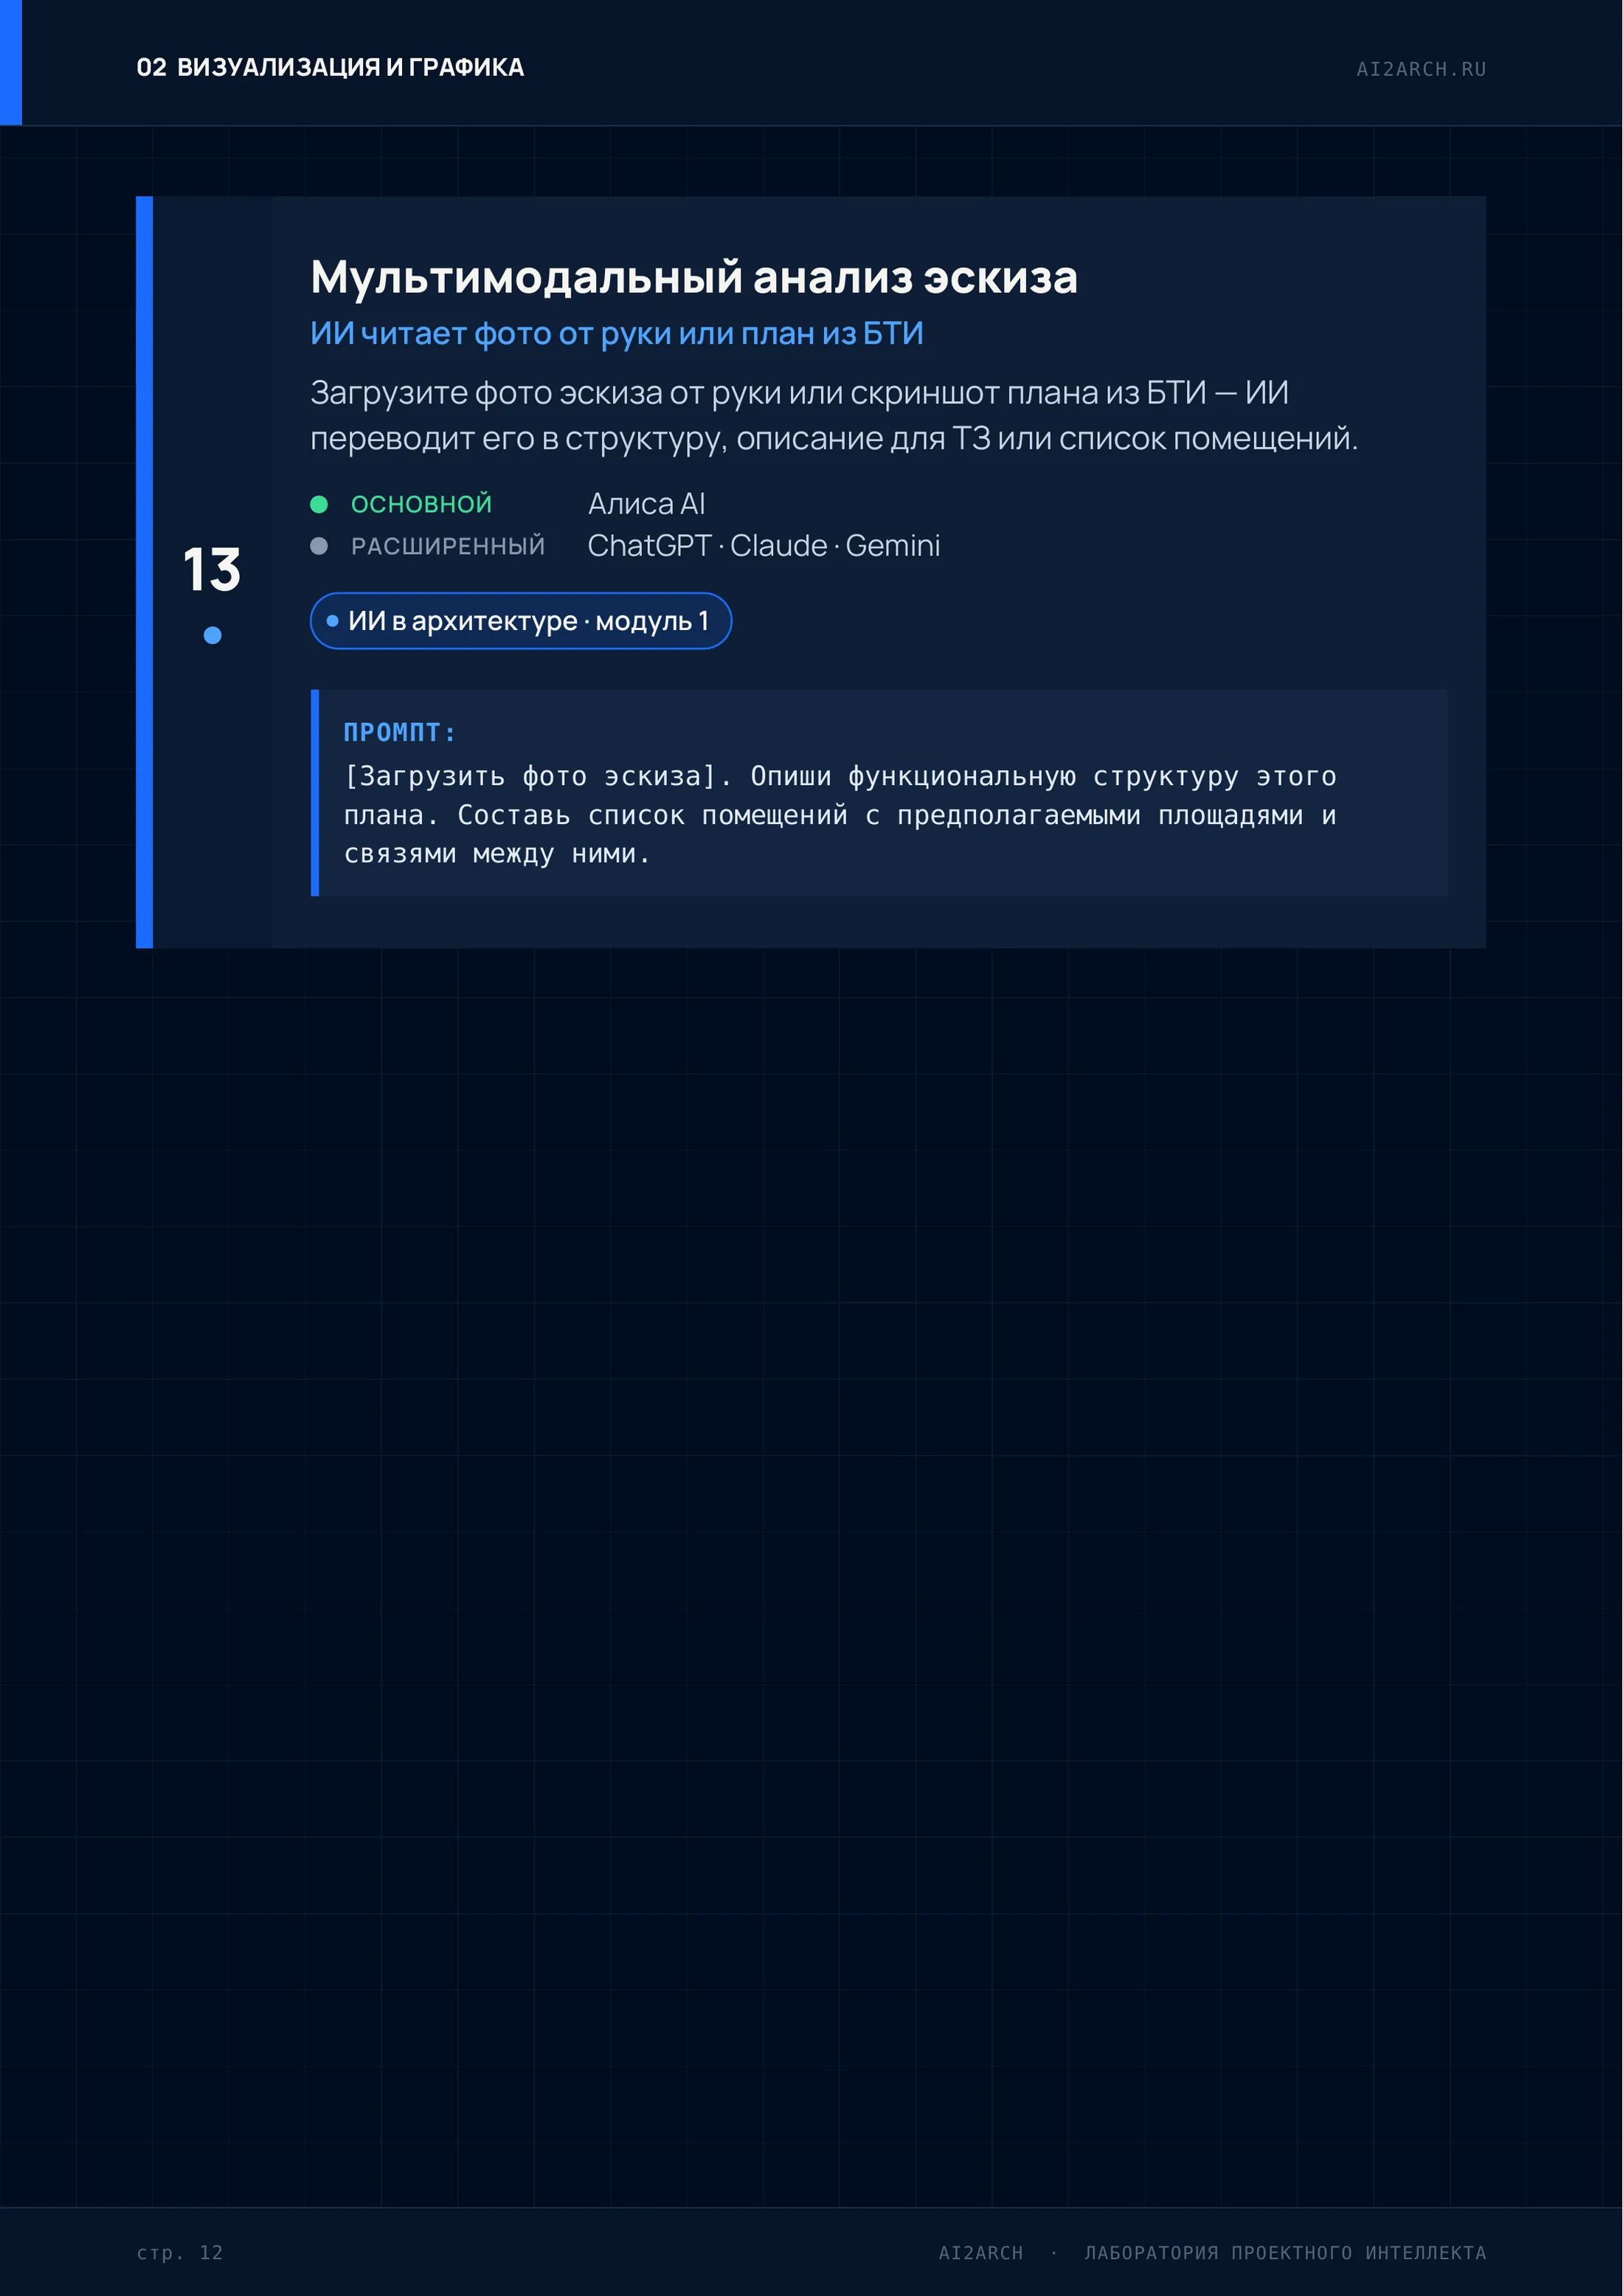 02 ВИЗУАЛИЗАЦИЯ И ГРАФИКА
AI2ARCH.RU
Мультимодальный анализ эскиза
ИИ читает фото от руки или план из БТИ
Загрузите фото эскиза от руки или скриншот плана из БТИ — ИИ
переводит его в структуру, описание для ТЗ или список помещений.
ОСНОВНОЙ Алиса AI
РАСШИРЕННЫЙ ChatGPT · Claude · Gemini
13
ИИ в архитектуре · модуль 1
ПРОМПТ:
[Загрузить фото эскиза]. Опиши функциональную структуру этого
плана. Составь список помещений с предполагаемыми площадями и
связями между ними.
стр. 12
AI2ARCH · ЛАБОРАТОРИЯ ПРОЕКТНОГО ИНТЕЛЛЕКТА